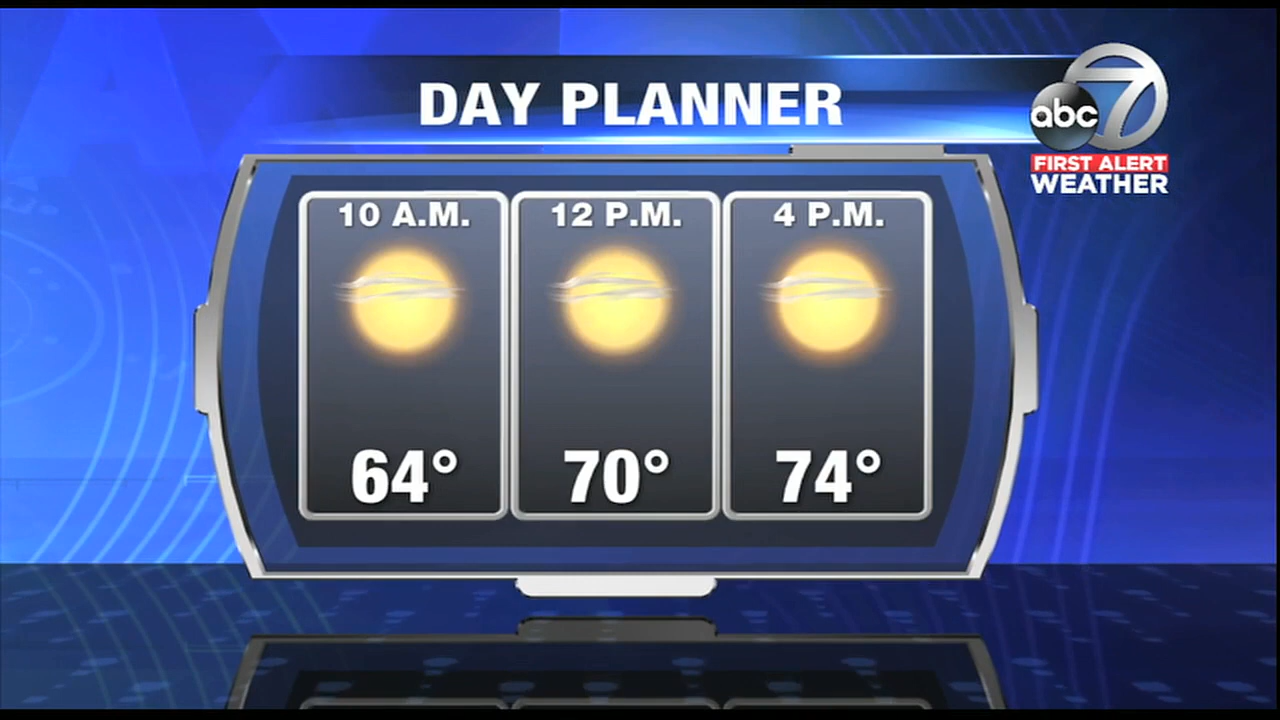 DAY PLANNER
abc 7
FIRST ALERT
WEATHER
10 A.M.
12 P.M.
4 P.M.
64°
70°
74°